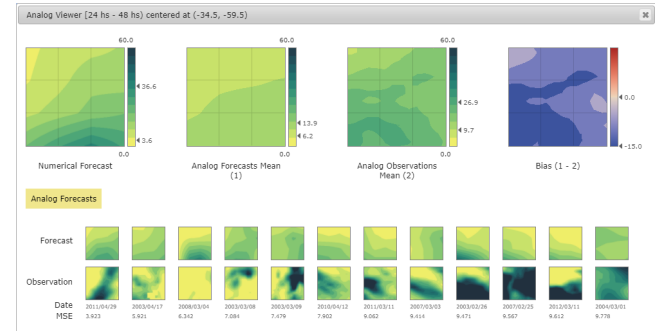 Analog Viewer [24 hs - 48 hs) centered at (-34.5, -59.5)
60.0 60.0 60.0
36.6 13.9 26.9 0.0
3.6 6.2 9.7 -15.0
0.0 0.0 0.0
Numerical Forecast Analog Forecasts Mean Analog Observations Bias (1 - 2)
(1) Mean (2)
Analog Forecasts
Forecast
Observation
Date 2011/04/29 2003/04/17 2008/03/04 2003/03/08 2003/03/09 2010/04/12 2011/03/11 2007/03/03 2003/02/26 2007/02/25 2012/03/11 2004/03/01
MSE 3.923 5.921 6.342 7.084 7.479 7.902 9.062 9.414 9.471 9.567 9.612 9.778